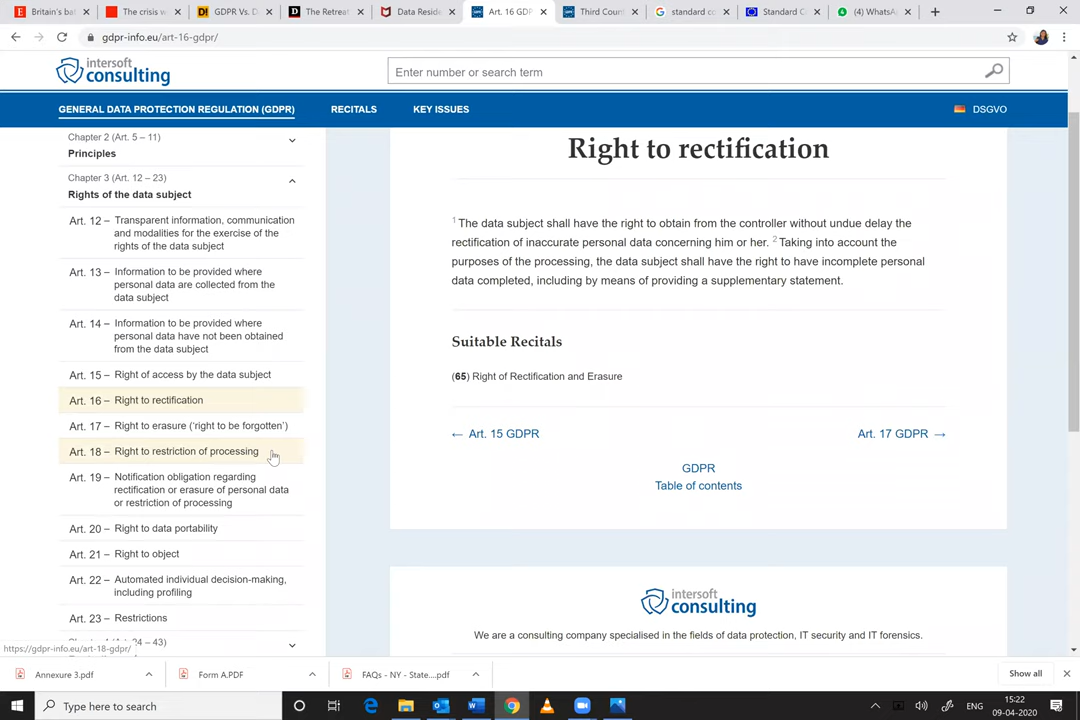 Britain's bat
The crisis w
GDPR Vs. D
The Retreat
Data Reside
Art. 16 GDP
Third Coun
standard co
Standard C
(4) WhatsA
gdpr-info.eu/art-16-gdpr/
intersoft
consulting
Enter number or search term
GENERAL DATA PROTECTION REGULATION (GDPR)
RECITALS
KEY ISSUES
DSGVO
Chapter 2 (Art. 5 – 11)
Principles
Chapter 3 (Art. 12 – 23)
Rights of the data subject
Art. 12 – Transparent information, communication
and modalities for the exercise of the
rights of the data subject
Art. 13 – Information to be provided where
personal data are collected from the
data subject
Art. 14 – Information to be provided where
personal data have not been obtained
from the data subject
Art. 15 – Right of access by the data subject
Art. 16 – Right to rectification
Art. 17 – Right to erasure (‘right to be forgotten’)
Art. 18 – Right to restriction of processing
Art. 19 – Notification obligation regarding
rectification or erasure of personal data
or restriction of processing
Art. 20 – Right to data portability
Art. 21 – Right to object
Art. 22 – Automated individual decision-making,
including profiling
Art. 23 – Restrictions
Chapter 4 (Art. 24 – 43)
https://gdpr-info.eu/art-18-gdpr/
Right to rectification
1 The data subject shall have the right to obtain from the controller without undue delay the
rectification of inaccurate personal data concerning him or her. 2 Taking into account the
purposes of the processing, the data subject shall have the right to have incomplete personal
data completed, including by means of providing a supplementary statement.
Suitable Recitals
(65) Right of Rectification and Erasure
← Art. 15 GDPR
Art. 17 GDPR →
GDPR
Table of contents
intersoft
consulting
We are a consulting company specialised in the fields of data protection, IT security and IT forensics.
Annexure 3.pdf
Form A.PDF
FAQs - NY - State....pdf
Show all
Type here to search
ENG
15:22
09-04-2020